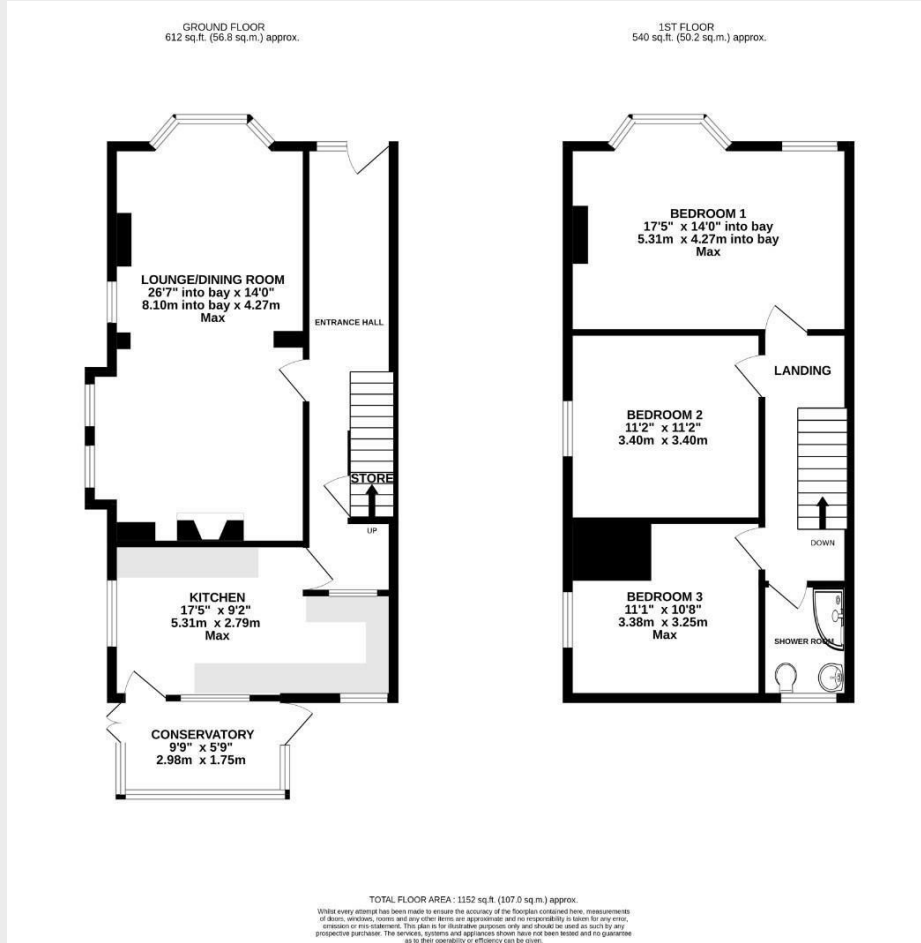 GROUND FLOOR
612 sq.ft. (56.8 sq.m.) approx.
1ST FLOOR
540 sq.ft. (50.2 sq.m.) approx.
LOUNGE/DINING ROOM
26'7" into bay x 14'0"
8.10m into bay x 4.27m
Max
ENTRANCE HALL
STORE
UP
KITCHEN
17'5" x 9'2"
5.31m x 2.79m
Max
CONSERVATORY
9'9" x 5'9"
2.98m x 1.75m
BEDROOM 1
17'5" x 14'0" into bay
5.31m x 4.27m into bay
Max
LANDING
BEDROOM 2
11'2" x 11'2"
3.40m x 3.40m
DOWN
BEDROOM 3
11'1" x 10'8"
3.38m x 3.25m
Max
SHOWER ROOM
TOTAL FLOOR AREA : 1152 sq.ft. (107.0 sq.m.) approx.
Whilst every attempt has been made to ensure the accuracy of the floorplan contained here, measurements
of doors, windows, rooms and any other items are approximate and no responsibility is taken for any error,
omission or mis-statement. This plan is for illustrative purposes only and should be used as such by any
prospective purchaser. The services, systems and appliances shown have not been tested and no guarantee
as to their operability or efficiency can be given.